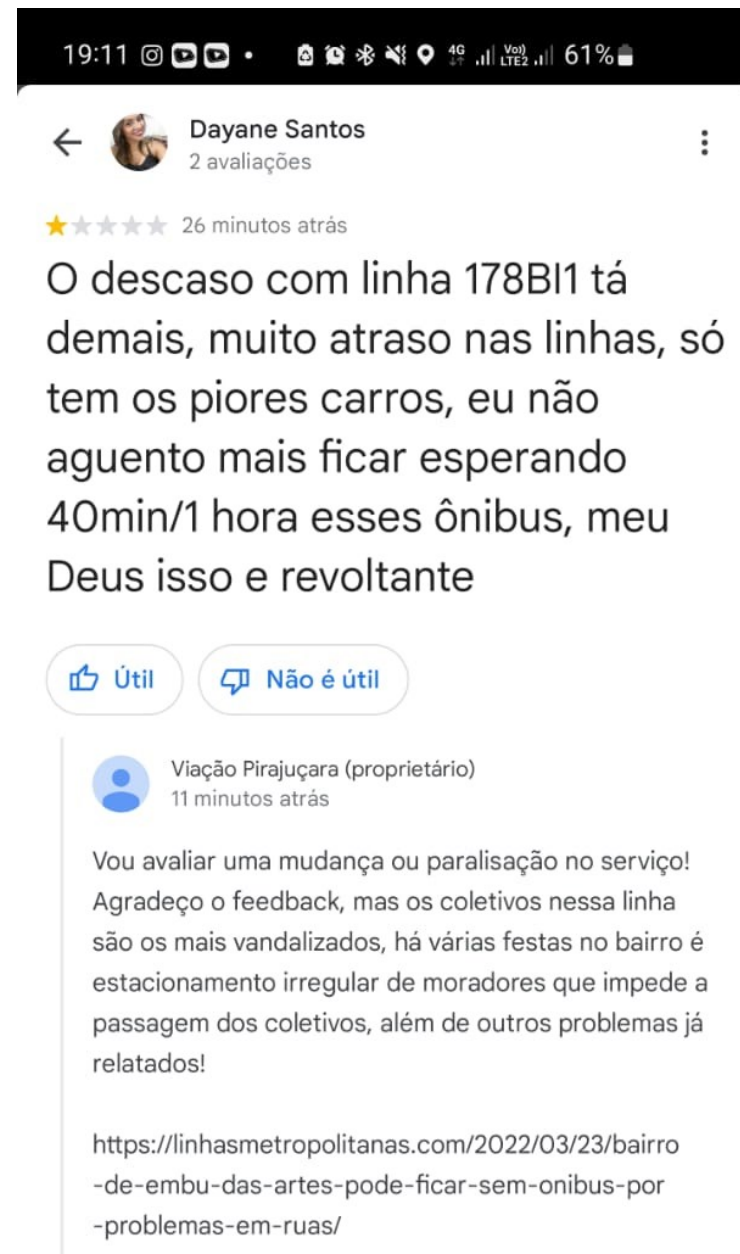 19:11
4G
Vo))
LTE2
61%
Dayane Santos
2 avaliações
26 minutos atrás
O descaso com linha 178BI1 tá
demais, muito atraso nas linhas, só
tem os piores carros, eu não
aguento mais ficar esperando
40min/1 hora esses ônibus, meu
Deus isso e revoltante
Útil
Não é útil
Viação Pirajuçara (proprietário)
11 minutos atrás
Vou avaliar uma mudança ou paralisação no serviço!
Agradeço o feedback, mas os coletivos nessa linha
são os mais vandalizados, há várias festas no bairro é
estacionamento irregular de moradores que impede a
passagem dos coletivos, além de outros problemas já
relatados!
https://linhasmetropolitanas.com/2022/03/23/bairro
-de-embu-das-artes-pode-ficar-sem-onibus-por
-problemas-em-ruas/